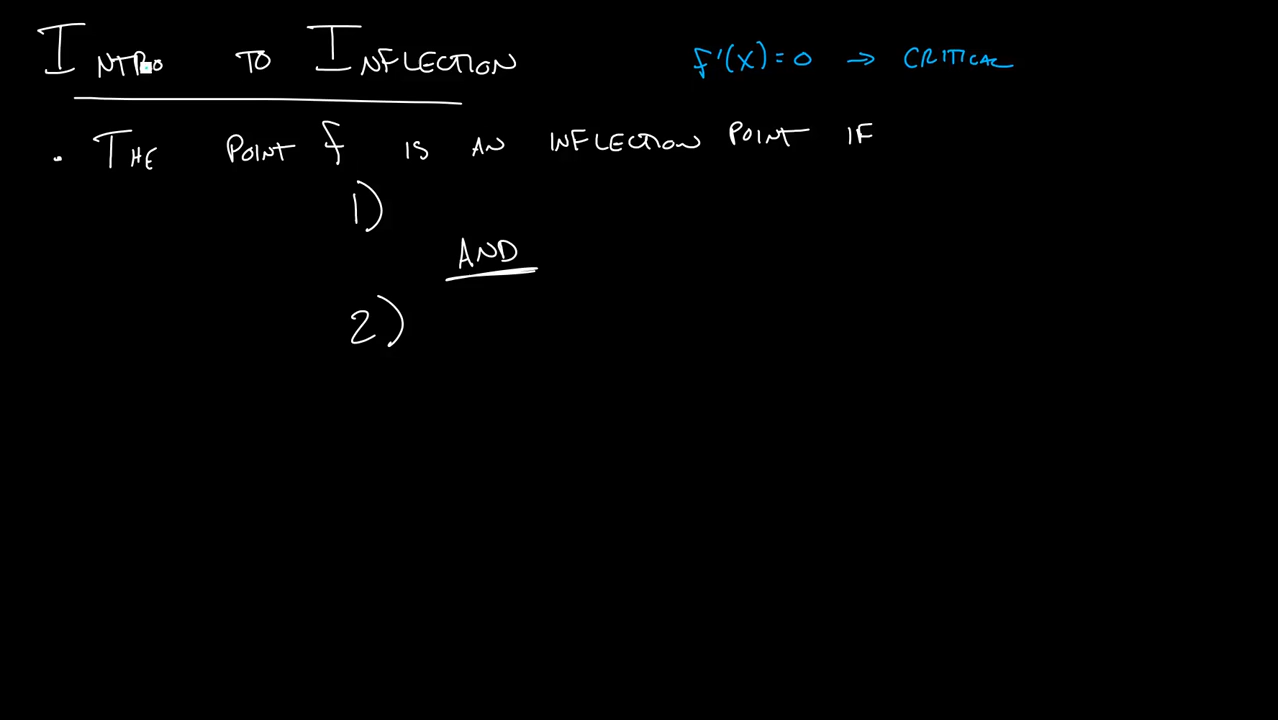 INTRO TO INFLECTION
f'(x) = 0 → CRITICAL
• THE POINT f IS AN INFLECTION POINT IF
1)
AND
2)